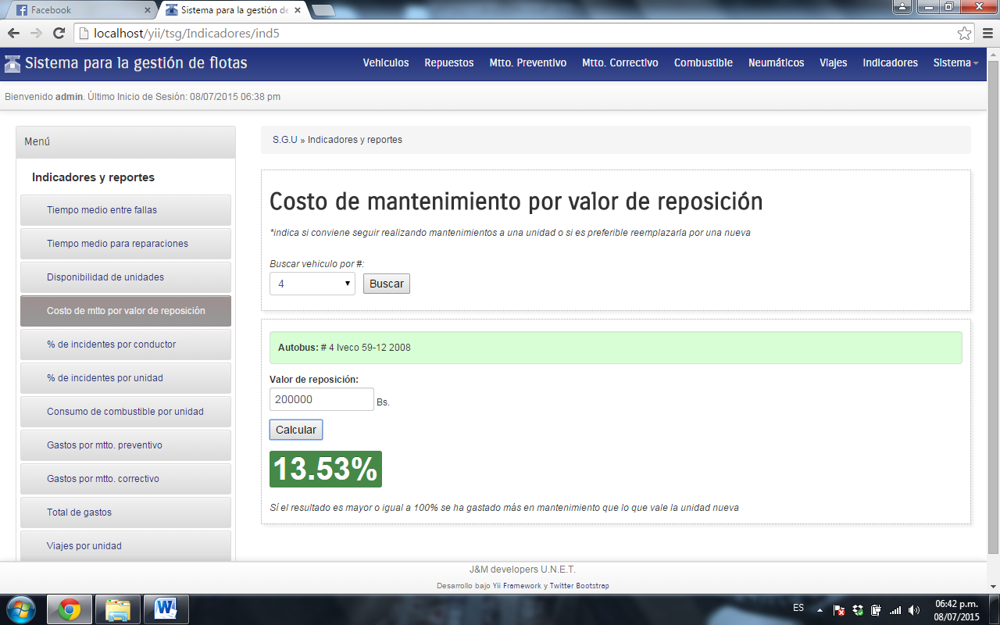 Facebook
Sistema para la gestión de
localhost/yii/tsg/Indicadores/ind5
Sistema para la gestión de flotas
Vehiculos Repuestos Mtto. Preventivo Mtto. Correctivo Combustible Neumáticos Viajes Indicadores Sistema
Bienvenido admin. Último Inicio de Sesión: 08/07/2015 06:38 pm
Menú
Indicadores y reportes
Tiempo medio entre fallas
Tiempo medio para reparaciones
Disponibilidad de unidades
Costo de mtto por valor de reposición
% de incidentes por conductor
% de incidentes por unidad
Consumo de combustible por unidad
Gastos por mtto. preventivo
Gastos por mtto. correctivo
Total de gastos
Viajes por unidad
S.G.U » Indicadores y reportes
Costo de mantenimiento por valor de reposición
*indica si conviene seguir realizando mantenimientos a una unidad o si es preferible reemplazarla por una nueva
Buscar vehiculo por #:
4 Buscar
Autobus: # 4 Iveco 59-12 2008
Valor de reposición:
200000 Bs.
Calcular
13.53%
Sí el resultado es mayor o igual a 100% se ha gastado más en mantenimiento que lo que vale la unidad nueva
J&M developers U.N.E.T.
Desarrollo bajo Yii Framework y Twitter Bootstrap
ES
06:42 p.m.
08/07/2015